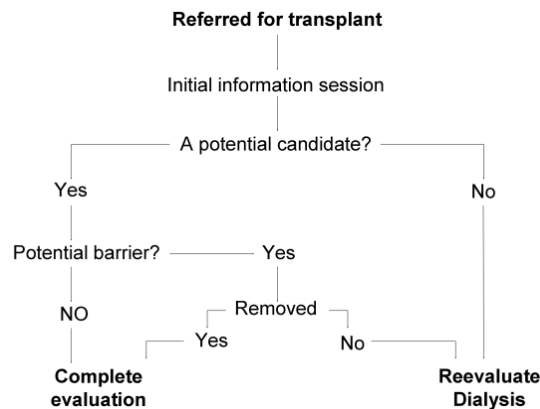 Referred for transplant
Initial information session
A potential candidate?
Yes
No
Potential barrier?
Yes
NO
Removed
Yes
No
Complete
evaluation
Reevaluate
Dialysis